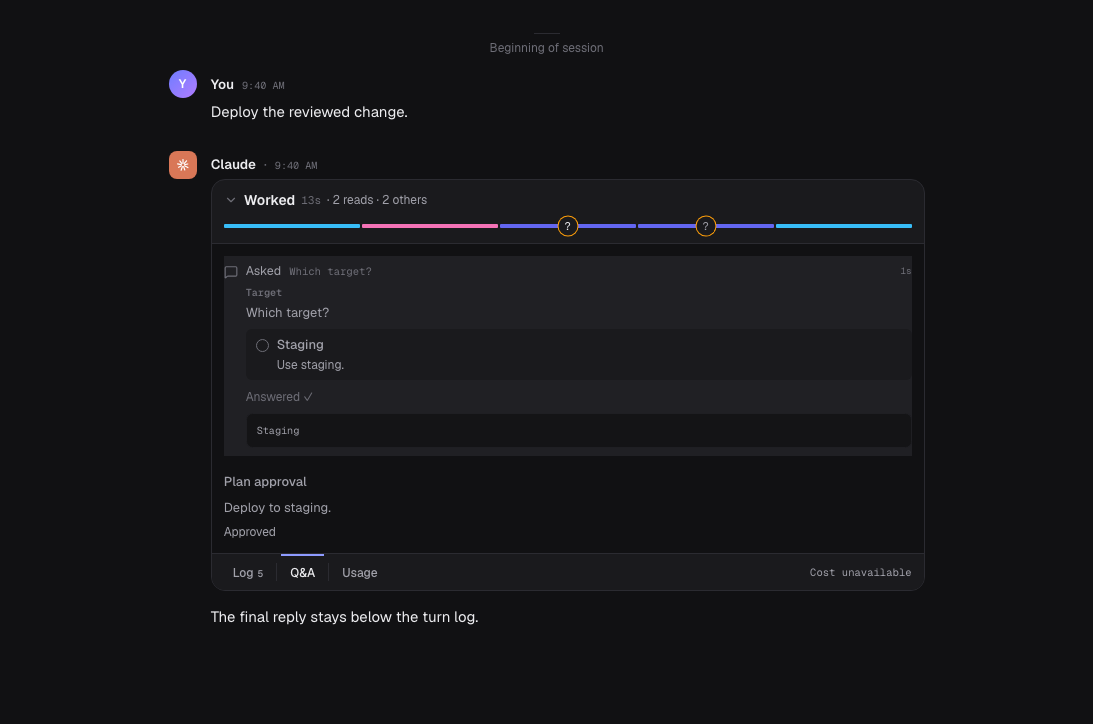 Beginning of session
Y
You 9:40 AM
Deploy the reviewed change.
Claude · 9:40 AM
Worked 13s · 2 reads · 2 others
? ?
Asked Which target? 1s
Target
Which target?
Staging
Use staging.
Answered ✓
Staging
Plan approval
Deploy to staging.
Approved
Log 5 Q&A Usage Cost unavailable
The final reply stays below the turn log.